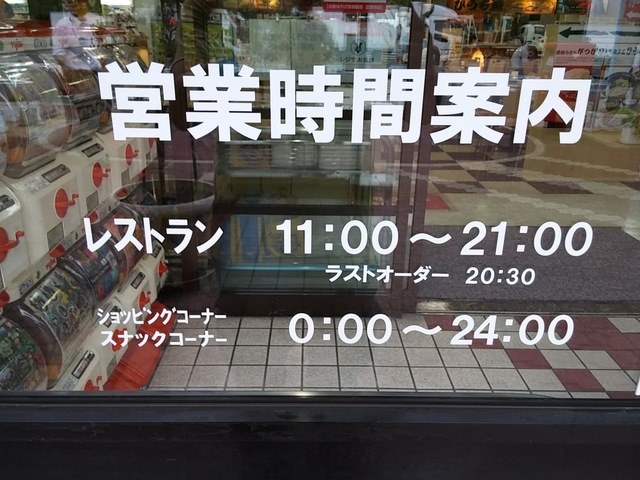 営業時間案内
レストラン 11:00～21:00
ラストオーダー 20:30
ショッピングコーナー
スナックコーナー 0:00～24:00